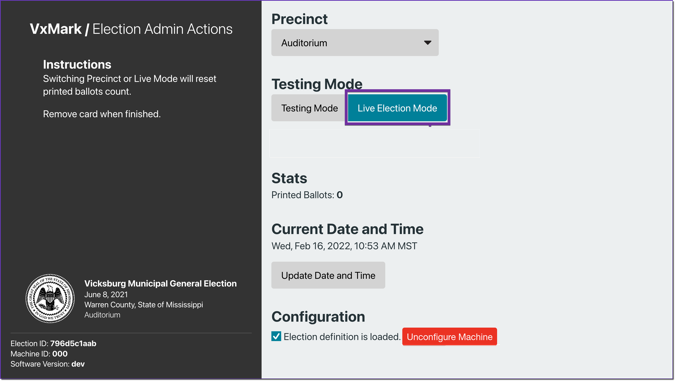 VxMark / Election Admin Actions
Instructions
Switching Precinct or Live Mode will reset
printed ballots count.
Remove card when finished.
Vicksburg Municipal General Election
June 8, 2021
Warren County, State of Mississippi
Auditorium
Election ID: 796d5c1aab
Machine ID: 000
Software Version: dev
Precinct
Auditorium
Testing Mode
Testing Mode
Live Election Mode
Stats
Printed Ballots: 0
Current Date and Time
Wed, Feb 16, 2022, 10:53 AM MST
Update Date and Time
Configuration
Election definition is loaded. Unconfigure Machine